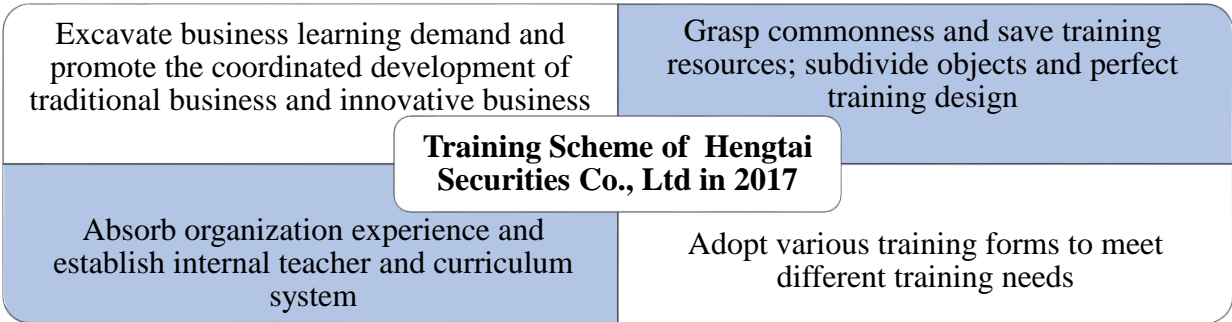 Excavate business learning demand and
promote the coordinated development of
traditional business and innovative business
Grasp commonness and save training
resources; subdivide objects and perfect
training design
Training Scheme of Hengtai
Securities Co., Ltd in 2017
Absorb organization experience and
establish internal teacher and curriculum
system
Adopt various training forms to meet
different training needs